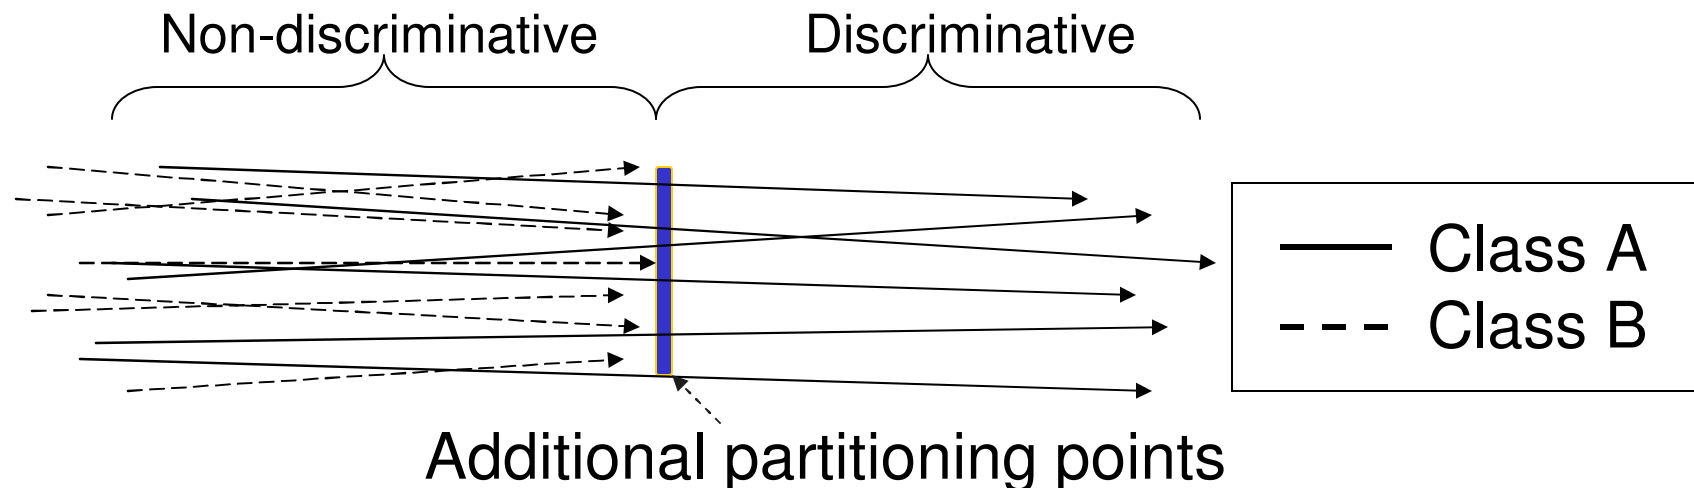 Non-discriminative
Discriminative
Class A
Class B
Additional partitioning points